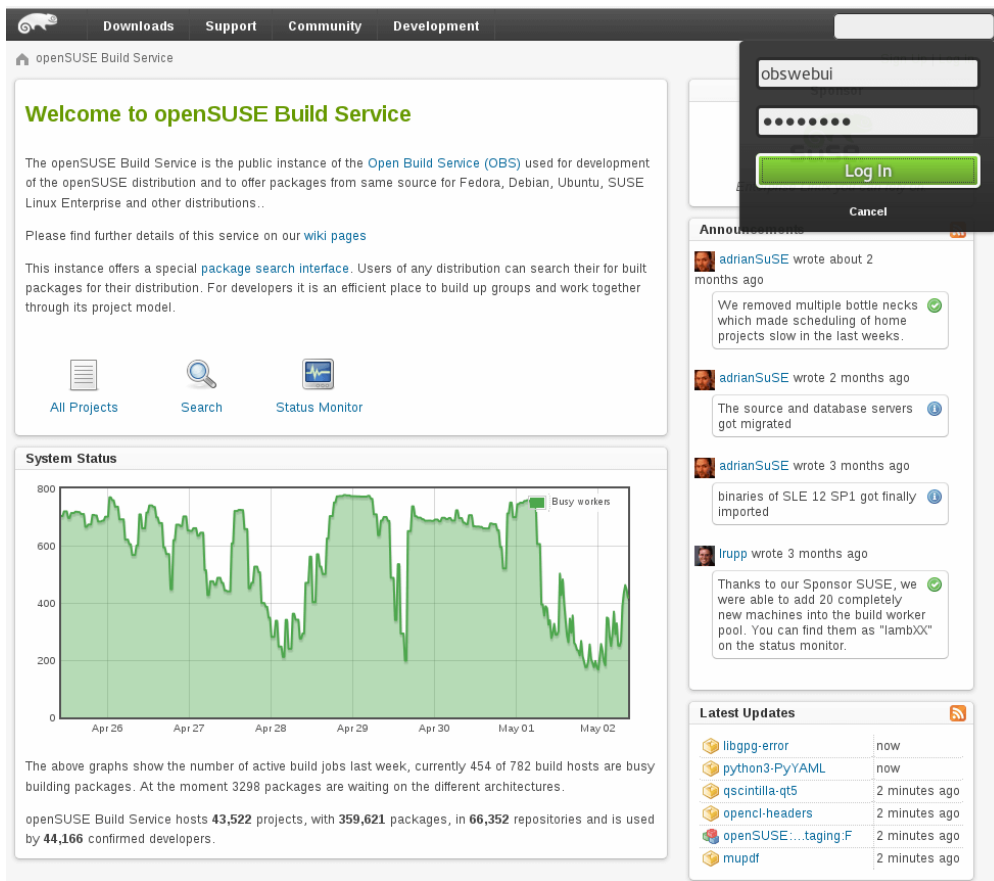 Downloads Support Community Development
openSUSE Build Service
obswebui
●●●●●●●●
Log In
Cancel
Welcome to openSUSE Build Service
The openSUSE Build Service is the public instance of the Open Build Service (OBS) used for development
of the openSUSE distribution and to offer packages from same source for Fedora, Debian, Ubuntu, SUSE
Linux Enterprise and other distributions..
Please find further details of this service on our wiki pages
This instance offers a special package search interface. Users of any distribution can search their for built
packages for their distribution. For developers it is an efficient place to build up groups and work together
through its project model.
All Projects
Search
Status Monitor
System Status
800
600
400
200
0
Busy workers
Apr 26 Apr 27 Apr 28 Apr 29 Apr 30 May 01 May 02
The above graphs show the number of active build jobs last week, currently 454 of 782 build hosts are busy
building packages. At the moment 3298 packages are waiting on the different architectures.
openSUSE Build Service hosts 43,522 projects, with 359,621 packages, in 66,352 repositories and is used
by 44,166 confirmed developers.
Sponsor
SUSE
Announcements
adrianSuSE wrote about 2
months ago
We removed multiple bottle necks
which made scheduling of home
projects slow in the last weeks.
adrianSuSE wrote 2 months ago
The source and database servers
got migrated
adrianSuSE wrote 3 months ago
binaries of SLE 12 SP1 got finally
imported
lrupp wrote 3 months ago
Thanks to our Sponsor SUSE, we
were able to add 20 completely
new machines into the build worker
pool. You can find them as "lambXX"
on the status monitor.
Latest Updates
libgpg-error now
python3-PyYAML now
qscintilla-qt5 2 minutes ago
opencl-headers 2 minutes ago
openSUSE:...taging:F 2 minutes ago
mupdf 2 minutes ago